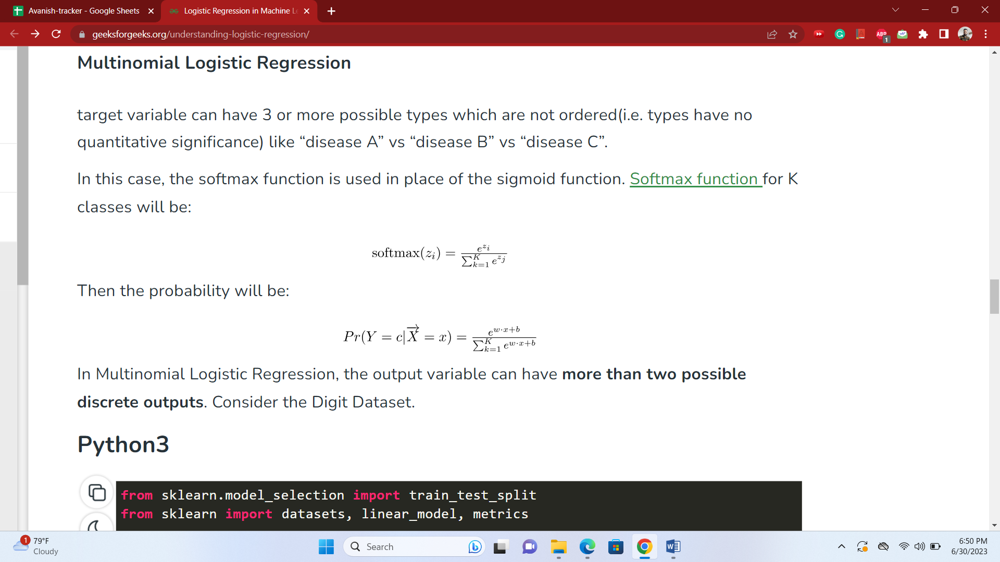 Avanish-tracker - Google Sheets
Logistic Regression in Machine Le
geeksforgeeks.org/understanding-logistic-regression/
ABP
1
Multinomial Logistic Regression
target variable can have 3 or more possible types which are not ordered(i.e. types have no
quantitative significance) like “disease A” vs “disease B” vs “disease C”.
In this case, the softmax function is used in place of the sigmoid function. Softmax function for K
classes will be:
softmax(z_i) = \frac{e^{z_i}}{\sum_{k=1}^{K} e^{z_j}}
Then the probability will be:
Pr(Y = c|\overrightarrow{X} = x) = \frac{e^{w \cdot x + b}}{\sum_{k=1}^{K} e^{w \cdot x + b}}
In Multinomial Logistic Regression, the output variable can have more than two possible
discrete outputs. Consider the Digit Dataset.
Python3
from sklearn.model_selection import train_test_split
from sklearn import datasets, linear_model, metrics
1
79°F
Cloudy
Search
6:50 PM
6/30/2023